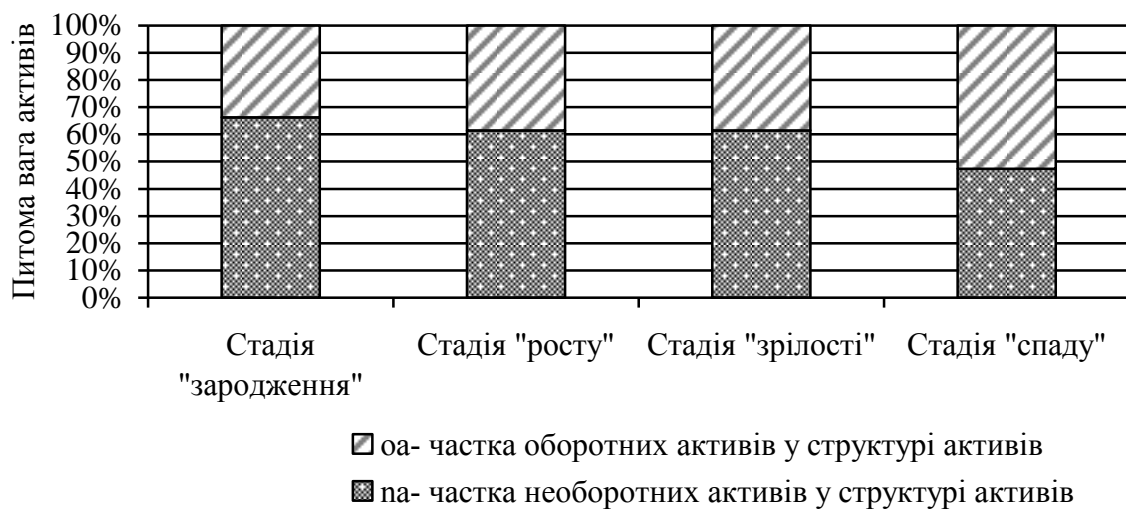 Питома вага активів
100%
90%
80%
70%
60%
50%
40%
30%
20%
10%
0%
Стадія "зародження"
Стадія "росту"
Стадія "зрілості"
Стадія "спаду"
oa- частка оборотних активів у структурі активів
na- частка необоротних активів у структурі активів